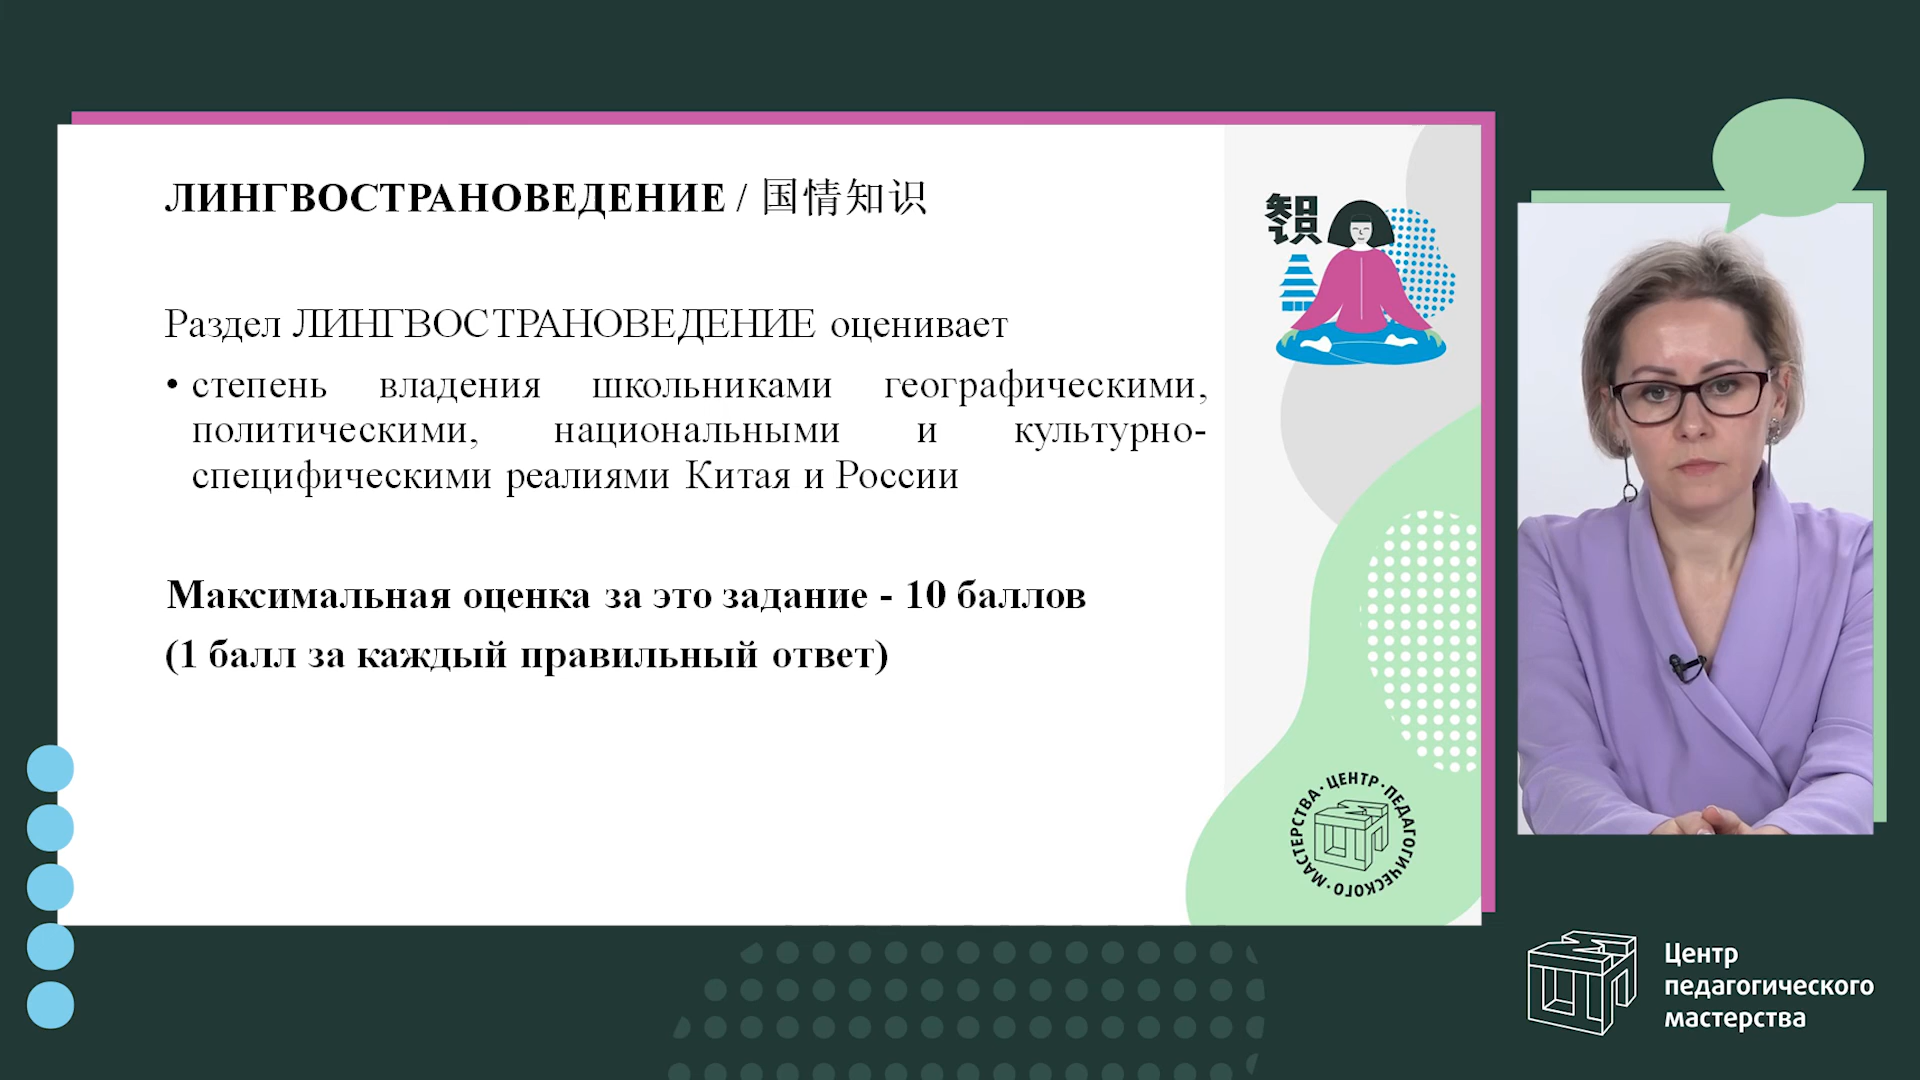 ЛИНГВОСТРАНОВЕДЕНИЕ / 国情知识
Раздел ЛИНГВОСТРАНОВЕДЕНИЕ оценивает
• степень владения школьниками географическими,
политическими, национальными и культурно-
специфическими реалиями Китая и России
Максимальная оценка за это задание - 10 баллов
(1 балл за каждый правильный ответ)
智识
ЦЕНТР · ПЕДАГОГИЧЕСКОГО · МАСТЕРСТВА ·
Центр
педагогического
мастерства